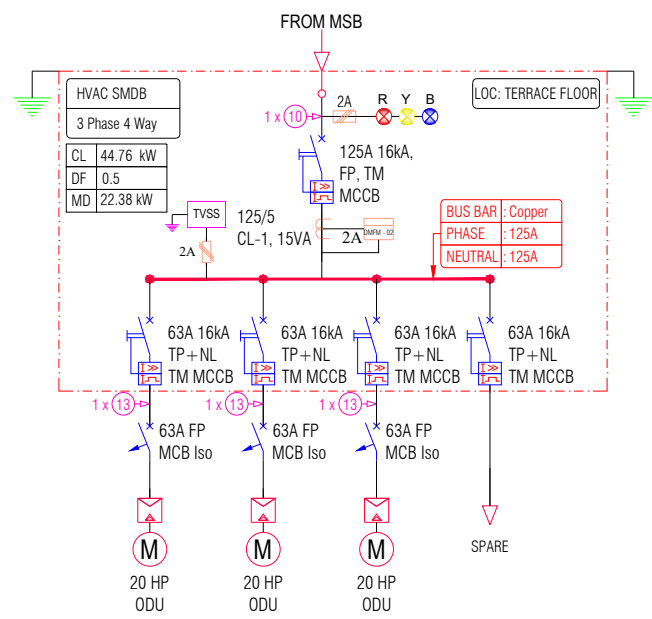 FROM MSB
HVAC SMDB
3 Phase 4 Way
LOC: TERRACE FLOOR
CL 44.76 kW
DF 0.5
MD 22.38 kW
2A R Y B
1 x 10
125A 16kA,
FP, TM
MCCB
TVSS
2A
125/5
CL-1, 15VA
2A
DMFM - 02
BUS BAR : Copper
PHASE : 125A
NEUTRAL : 125A
63A 16kA
TP+NL
TM MCCB
63A 16kA
TP+NL
TM MCCB
63A 16kA
TP+NL
TM MCCB
63A 16kA
TP+NL
TM MCCB
1 x 13
1 x 13
1 x 13
63A FP
MCB Iso
63A FP
MCB Iso
63A FP
MCB Iso
M
M
M
20 HP
ODU
20 HP
ODU
20 HP
ODU
SPARE